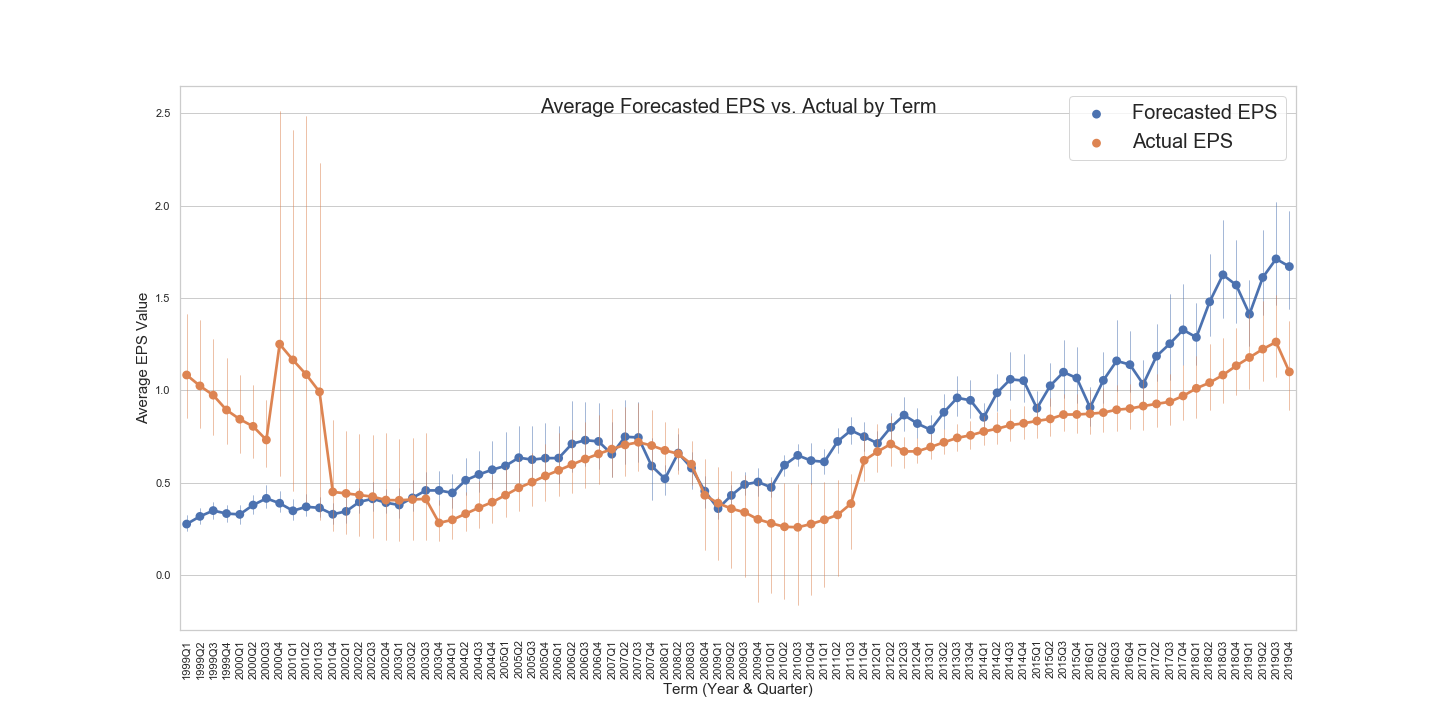 Average Forecasted EPS vs. Actual by Term
Forecasted EPS
Actual EPS
Average EPS Value
2.5
2.0
1.5
1.0
0.5
0.0
1999Q1
1999Q2
1999Q3
1999Q4
2000Q1
2000Q2
2000Q3
2000Q4
2001Q1
2001Q2
2001Q3
2001Q4
2002Q1
2002Q2
2002Q3
2002Q4
2003Q1
2003Q2
2003Q3
2003Q4
2004Q1
2004Q2
2004Q3
2004Q4
2005Q1
2005Q2
2005Q3
2005Q4
2006Q1
2006Q2
2006Q3
2006Q4
2007Q1
2007Q2
2007Q3
2007Q4
2008Q1
2008Q2
2008Q3
2008Q4
2009Q1
2009Q2
2009Q3
2009Q4
2010Q1
2010Q2
2010Q3
2010Q4
2011Q1
2011Q2
2011Q3
2011Q4
2012Q1
2012Q2
2012Q3
2012Q4
2013Q1
2013Q2
2013Q3
2013Q4
2014Q1
2014Q2
2014Q3
2014Q4
2015Q1
2015Q2
2015Q3
2015Q4
2016Q1
2016Q2
2016Q3
2016Q4
2017Q1
2017Q2
2017Q3
2017Q4
2018Q1
2018Q2
2018Q3
2018Q4
2019Q1
2019Q2
2019Q3
2019Q4
Term (Year & Quarter)